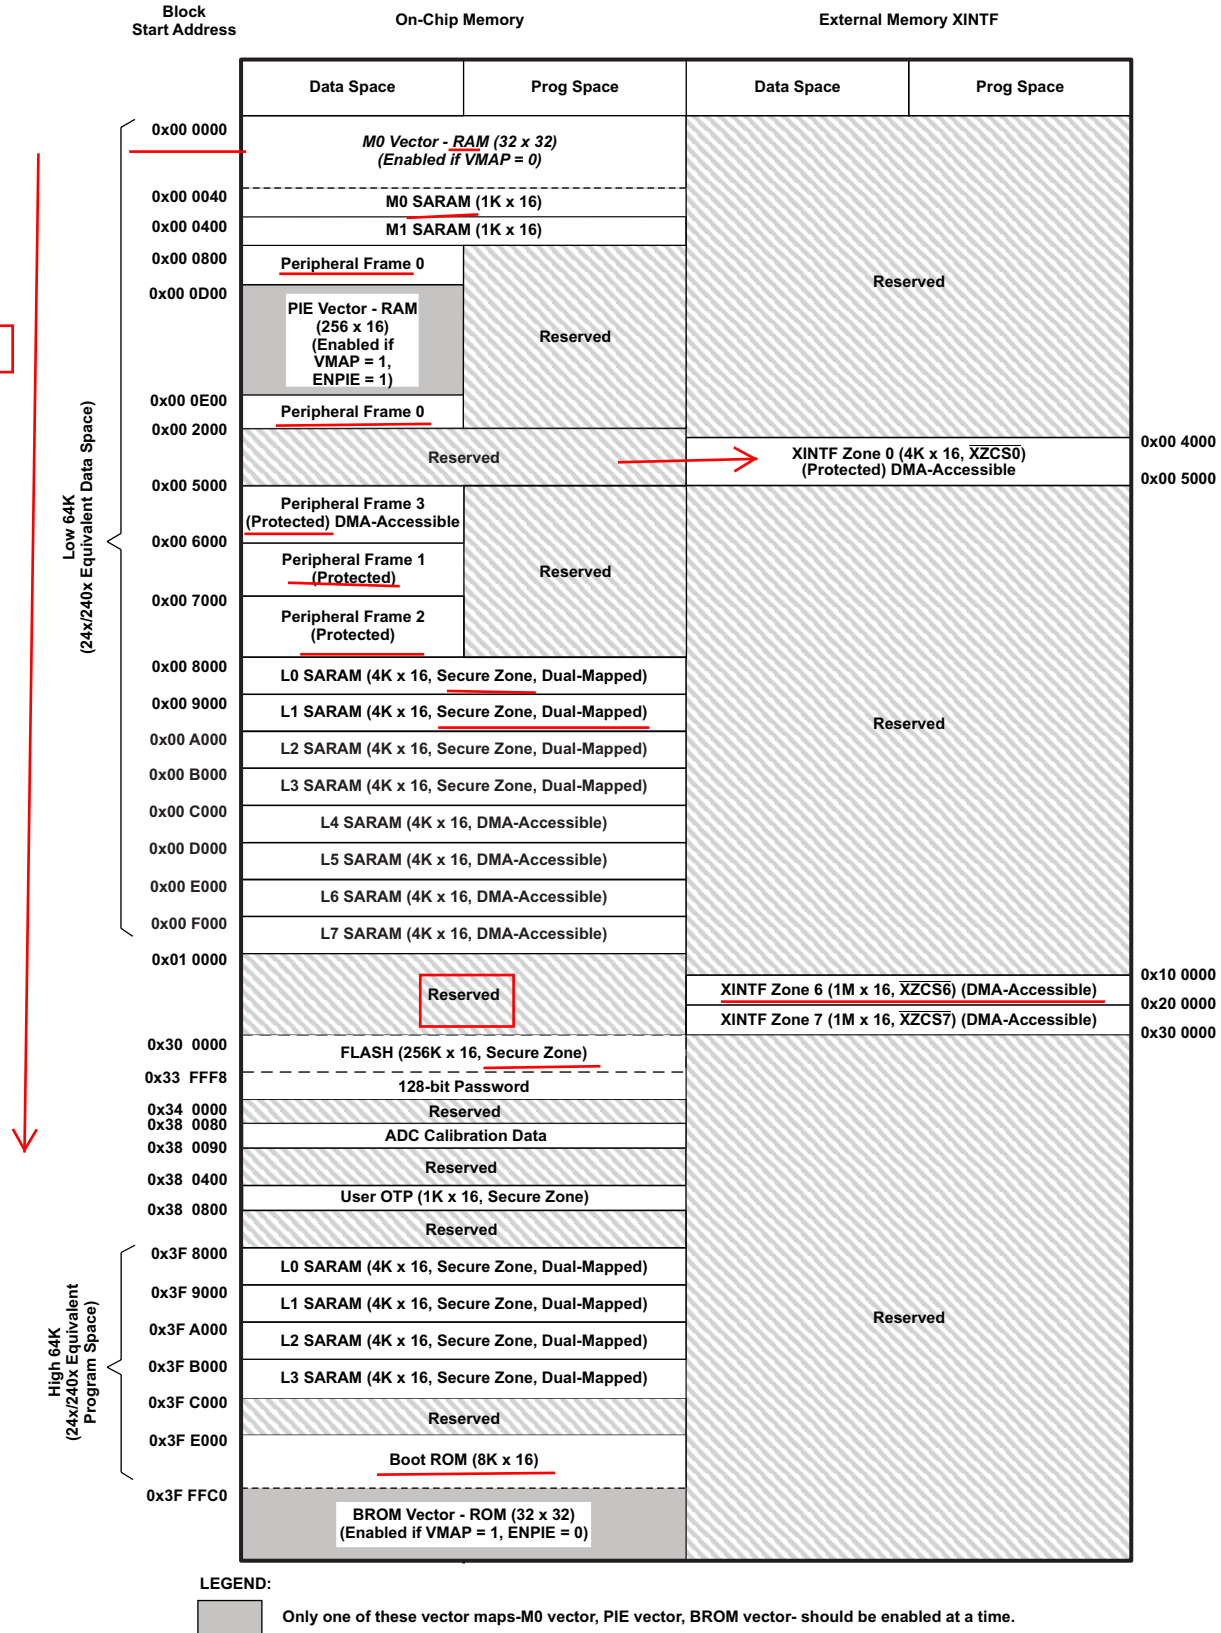 Block
Start Address
On-Chip Memory
External Memory XINTF
Data Space
Prog Space
Data Space
Prog Space
0x00 0000
M0 Vector - RAM (32 x 32)
(Enabled if VMAP = 0)
0x00 0040
M0 SARAM (1K x 16)
0x00 0400
M1 SARAM (1K x 16)
0x00 0800
Peripheral Frame 0
0x00 0D00
PIE Vector - RAM
(256 x 16)
(Enabled if
VMAP = 1,
ENPIE = 1)
Reserved
Reserved
0x00 0E00
Peripheral Frame 0
0x00 2000
Reserved
XINTF Zone 0 (4K x 16, XZCS0)
(Protected) DMA-Accessible
0x00 4000
0x00 5000
0x00 5000
Peripheral Frame 3
(Protected) DMA-Accessible
0x00 6000
Peripheral Frame 1
(Protected)
Reserved
0x00 7000
Peripheral Frame 2
(Protected)
Low 64K
(24x/240x Equivalent Data Space)
0x00 8000
L0 SARAM (4K x 16, Secure Zone, Dual-Mapped)
0x00 9000
L1 SARAM (4K x 16, Secure Zone, Dual-Mapped)
Reserved
0x00 A000
L2 SARAM (4K x 16, Secure Zone, Dual-Mapped)
0x00 B000
L3 SARAM (4K x 16, Secure Zone, Dual-Mapped)
0x00 C000
L4 SARAM (4K x 16, DMA-Accessible)
0x00 D000
L5 SARAM (4K x 16, DMA-Accessible)
0x00 E000
L6 SARAM (4K x 16, DMA-Accessible)
0x00 F000
L7 SARAM (4K x 16, DMA-Accessible)
0x01 0000
Reserved
0x10 0000
XINTF Zone 6 (1M x 16, XZCS6) (DMA-Accessible)
0x20 0000
XINTF Zone 7 (1M x 16, XZCS7) (DMA-Accessible)
0x30 0000
0x30 0000
FLASH (256K x 16, Secure Zone)
0x33 FFF8
128-bit Password
0x34 0000
Reserved
0x38 0080
ADC Calibration Data
0x38 0090
Reserved
0x38 0400
User OTP (1K x 16, Secure Zone)
0x38 0800
Reserved
0x3F 8000
L0 SARAM (4K x 16, Secure Zone, Dual-Mapped)
0x3F 9000
L1 SARAM (4K x 16, Secure Zone, Dual-Mapped)
Reserved
0x3F A000
L2 SARAM (4K x 16, Secure Zone, Dual-Mapped)
0x3F B000
L3 SARAM (4K x 16, Secure Zone, Dual-Mapped)
High 64K
(24x/240x Equivalent
Program Space)
0x3F C000
Reserved
0x3F E000
Boot ROM (8K x 16)
0x3F FFC0
BROM Vector - ROM (32 x 32)
(Enabled if VMAP = 1, ENPIE = 0)
LEGEND:
Only one of these vector maps-M0 vector, PIE vector, BROM vector- should be enabled at a time.